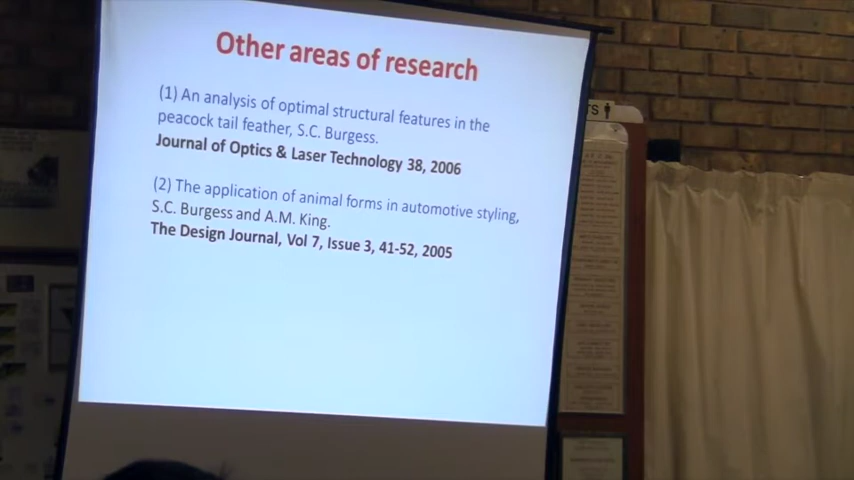 Other areas of research
(1) An analysis of optimal structural features in the
peacock tail feather, S.C. Burgess.
Journal of Optics & Laser Technology 38, 2006
(2) The application of animal forms in automotive styling,
S.C. Burgess and A.M. King.
The Design Journal, Vol 7, Issue 3, 41-52, 2005